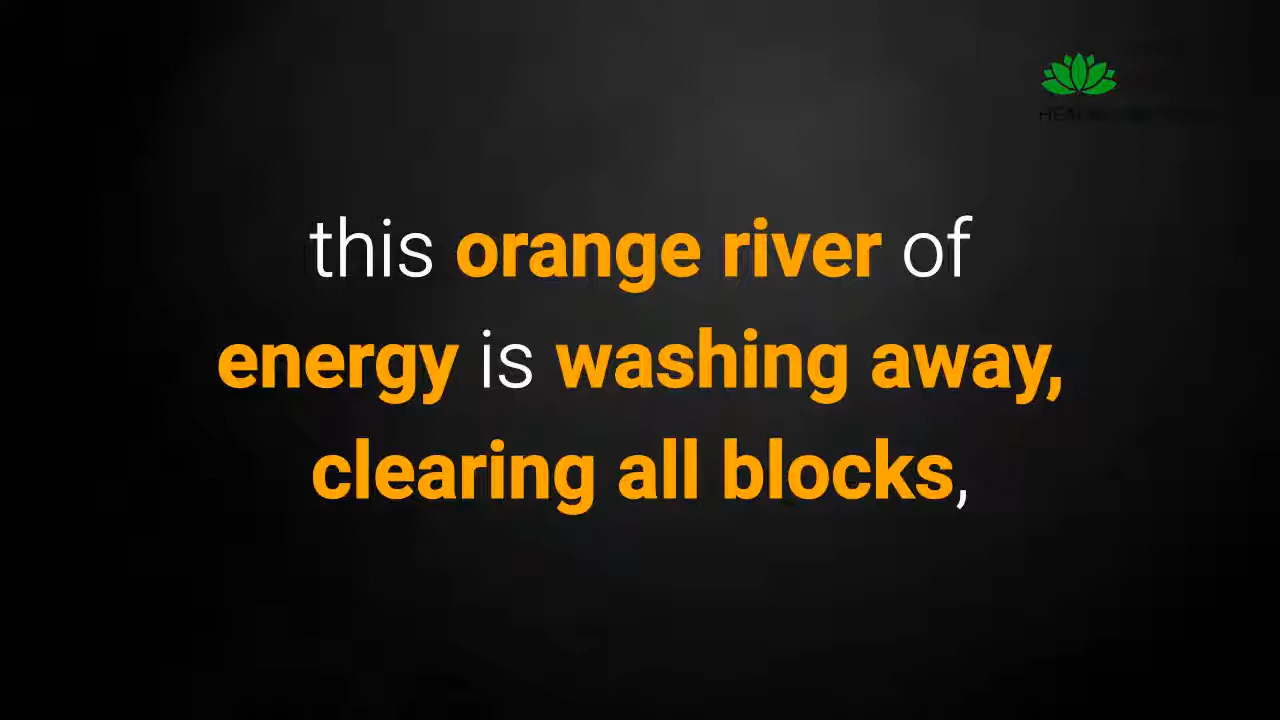 this orange river of
energy is washing away,
clearing all blocks,